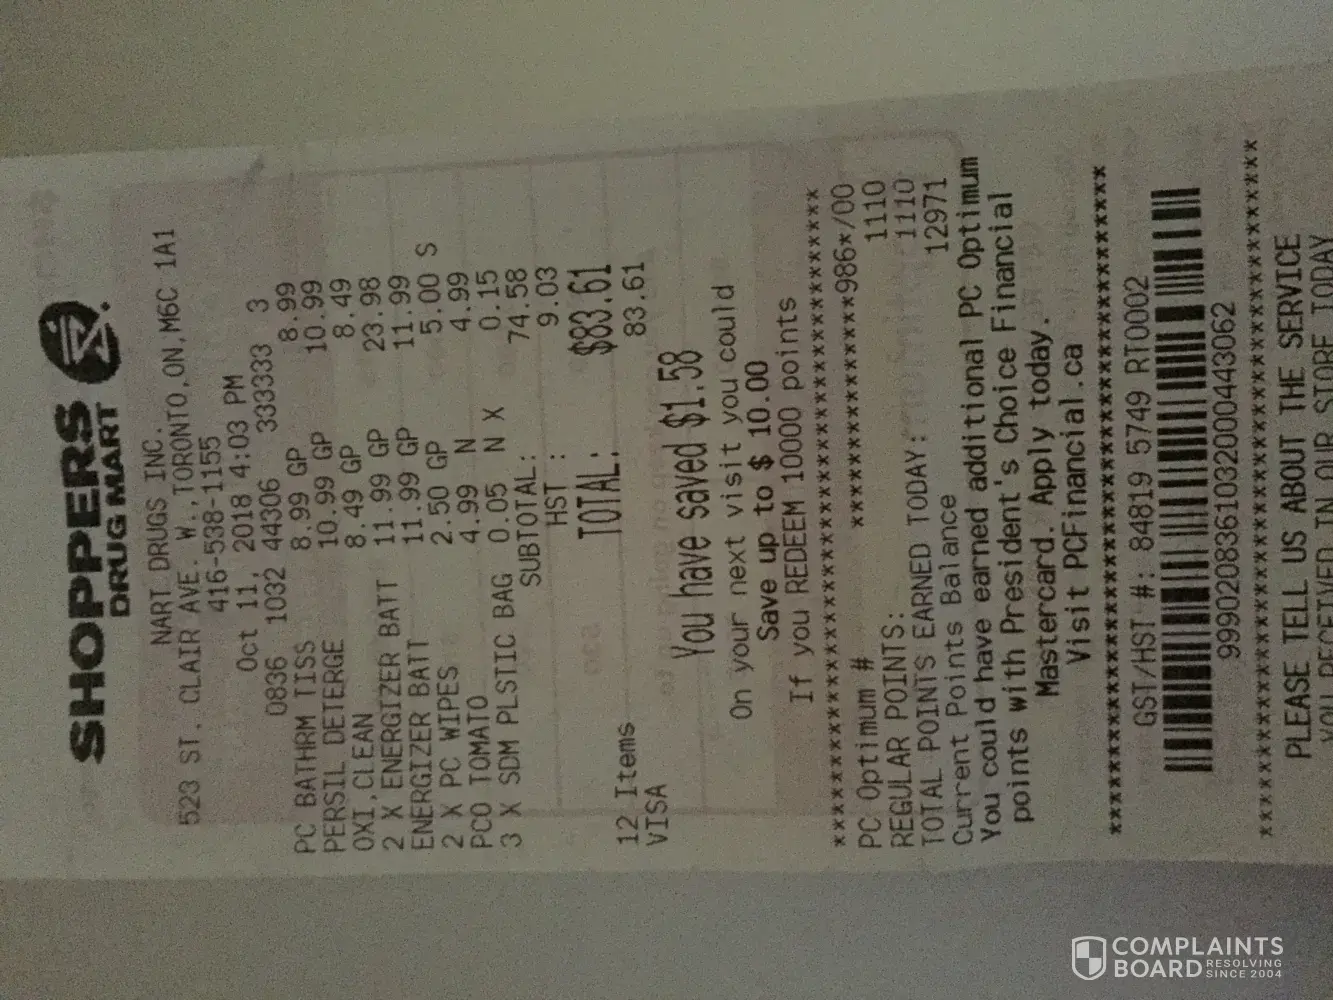 SHOPPERS
DRUG MART
NART DRUGS INC.
523 ST. CLAIR AVE. W.,TORONTO,ON,M6C 1A1
416-538-1155
Oct 11, 2018 4:03 PM
0836 1032 44306 333333 3
PC BATHRM TISS 8.99 GP 8.99
PERSIL DETERGE 10.99 GP 10.99
OXI,CLEAN 8.49 GP 8.49
2 X ENERGIZER BATT 11.99 GP 23.98
ENERGIZER BATT 11.99 GP 11.99
2 X PC WIPES 2.50 GP 5.00 S
PCO TOMATO 4.99 N 4.99
3 X SDM PLSTIC BAG 0.05 N X 0.15
SUBTOTAL: 74.58
HST : 9.03
TOTAL: $83.61
12 Items
VISA 83.61
You have saved $1.58
On your next visit you could
Save up to $ 10.00
If you REDEEM 10000 points
****************************************
PC Optimum # ***************986*/00
REGULAR POINTS: 1110
TOTAL POINTS EARNED TODAY: 1110
Current Points Balance 12971
You could have earned additional PC Optimum
points with President's Choice Financial
Mastercard. Apply today.
Visit PCFinancial.ca
****************************************
GST/HST #: 84819 5749 RT0002
9990208361032000443062
****************************************
PLEASE TELL US ABOUT THE SERVICE
YOU RECEIVED IN OUR STORE TODAY
COMPLAINTS
BOARD RESOLVING
SINCE 2004